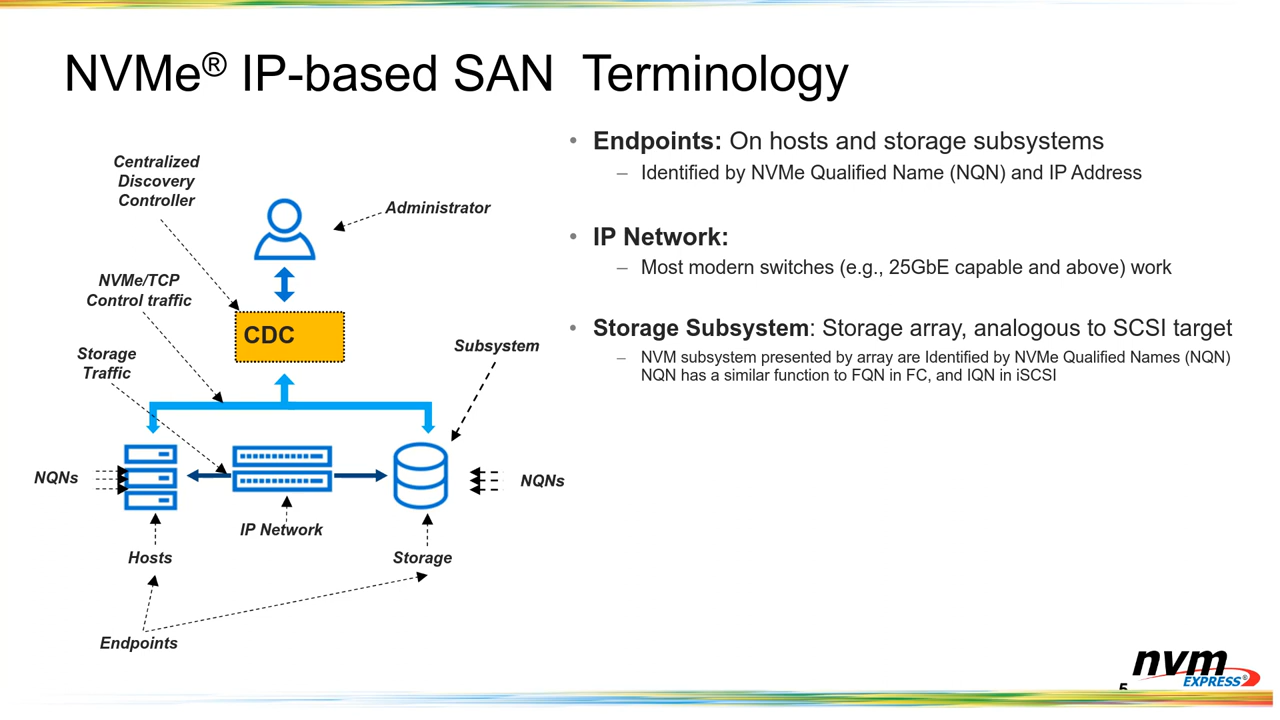 NVMe® IP-based SAN  Terminology
Centralized
Discovery
Controller
Administrator
NVMe/TCP
Control traffic
CDC
Storage
Traffic
Subsystem
NQNs
NQNs
IP Network
Hosts
Storage
Endpoints
• Endpoints: On hosts and storage subsystems
– Identified by NVMe Qualified Name (NQN) and IP Address
• IP Network:
– Most modern switches (e.g., 25GbE capable and above) work
• Storage Subsystem: Storage array, analogous to SCSI target
– NVM subsystem presented by array are Identified by NVMe Qualified Names (NQN)
NQN has a similar function to FQN in FC, and IQN in iSCSI
nvm
EXPRESS®
5